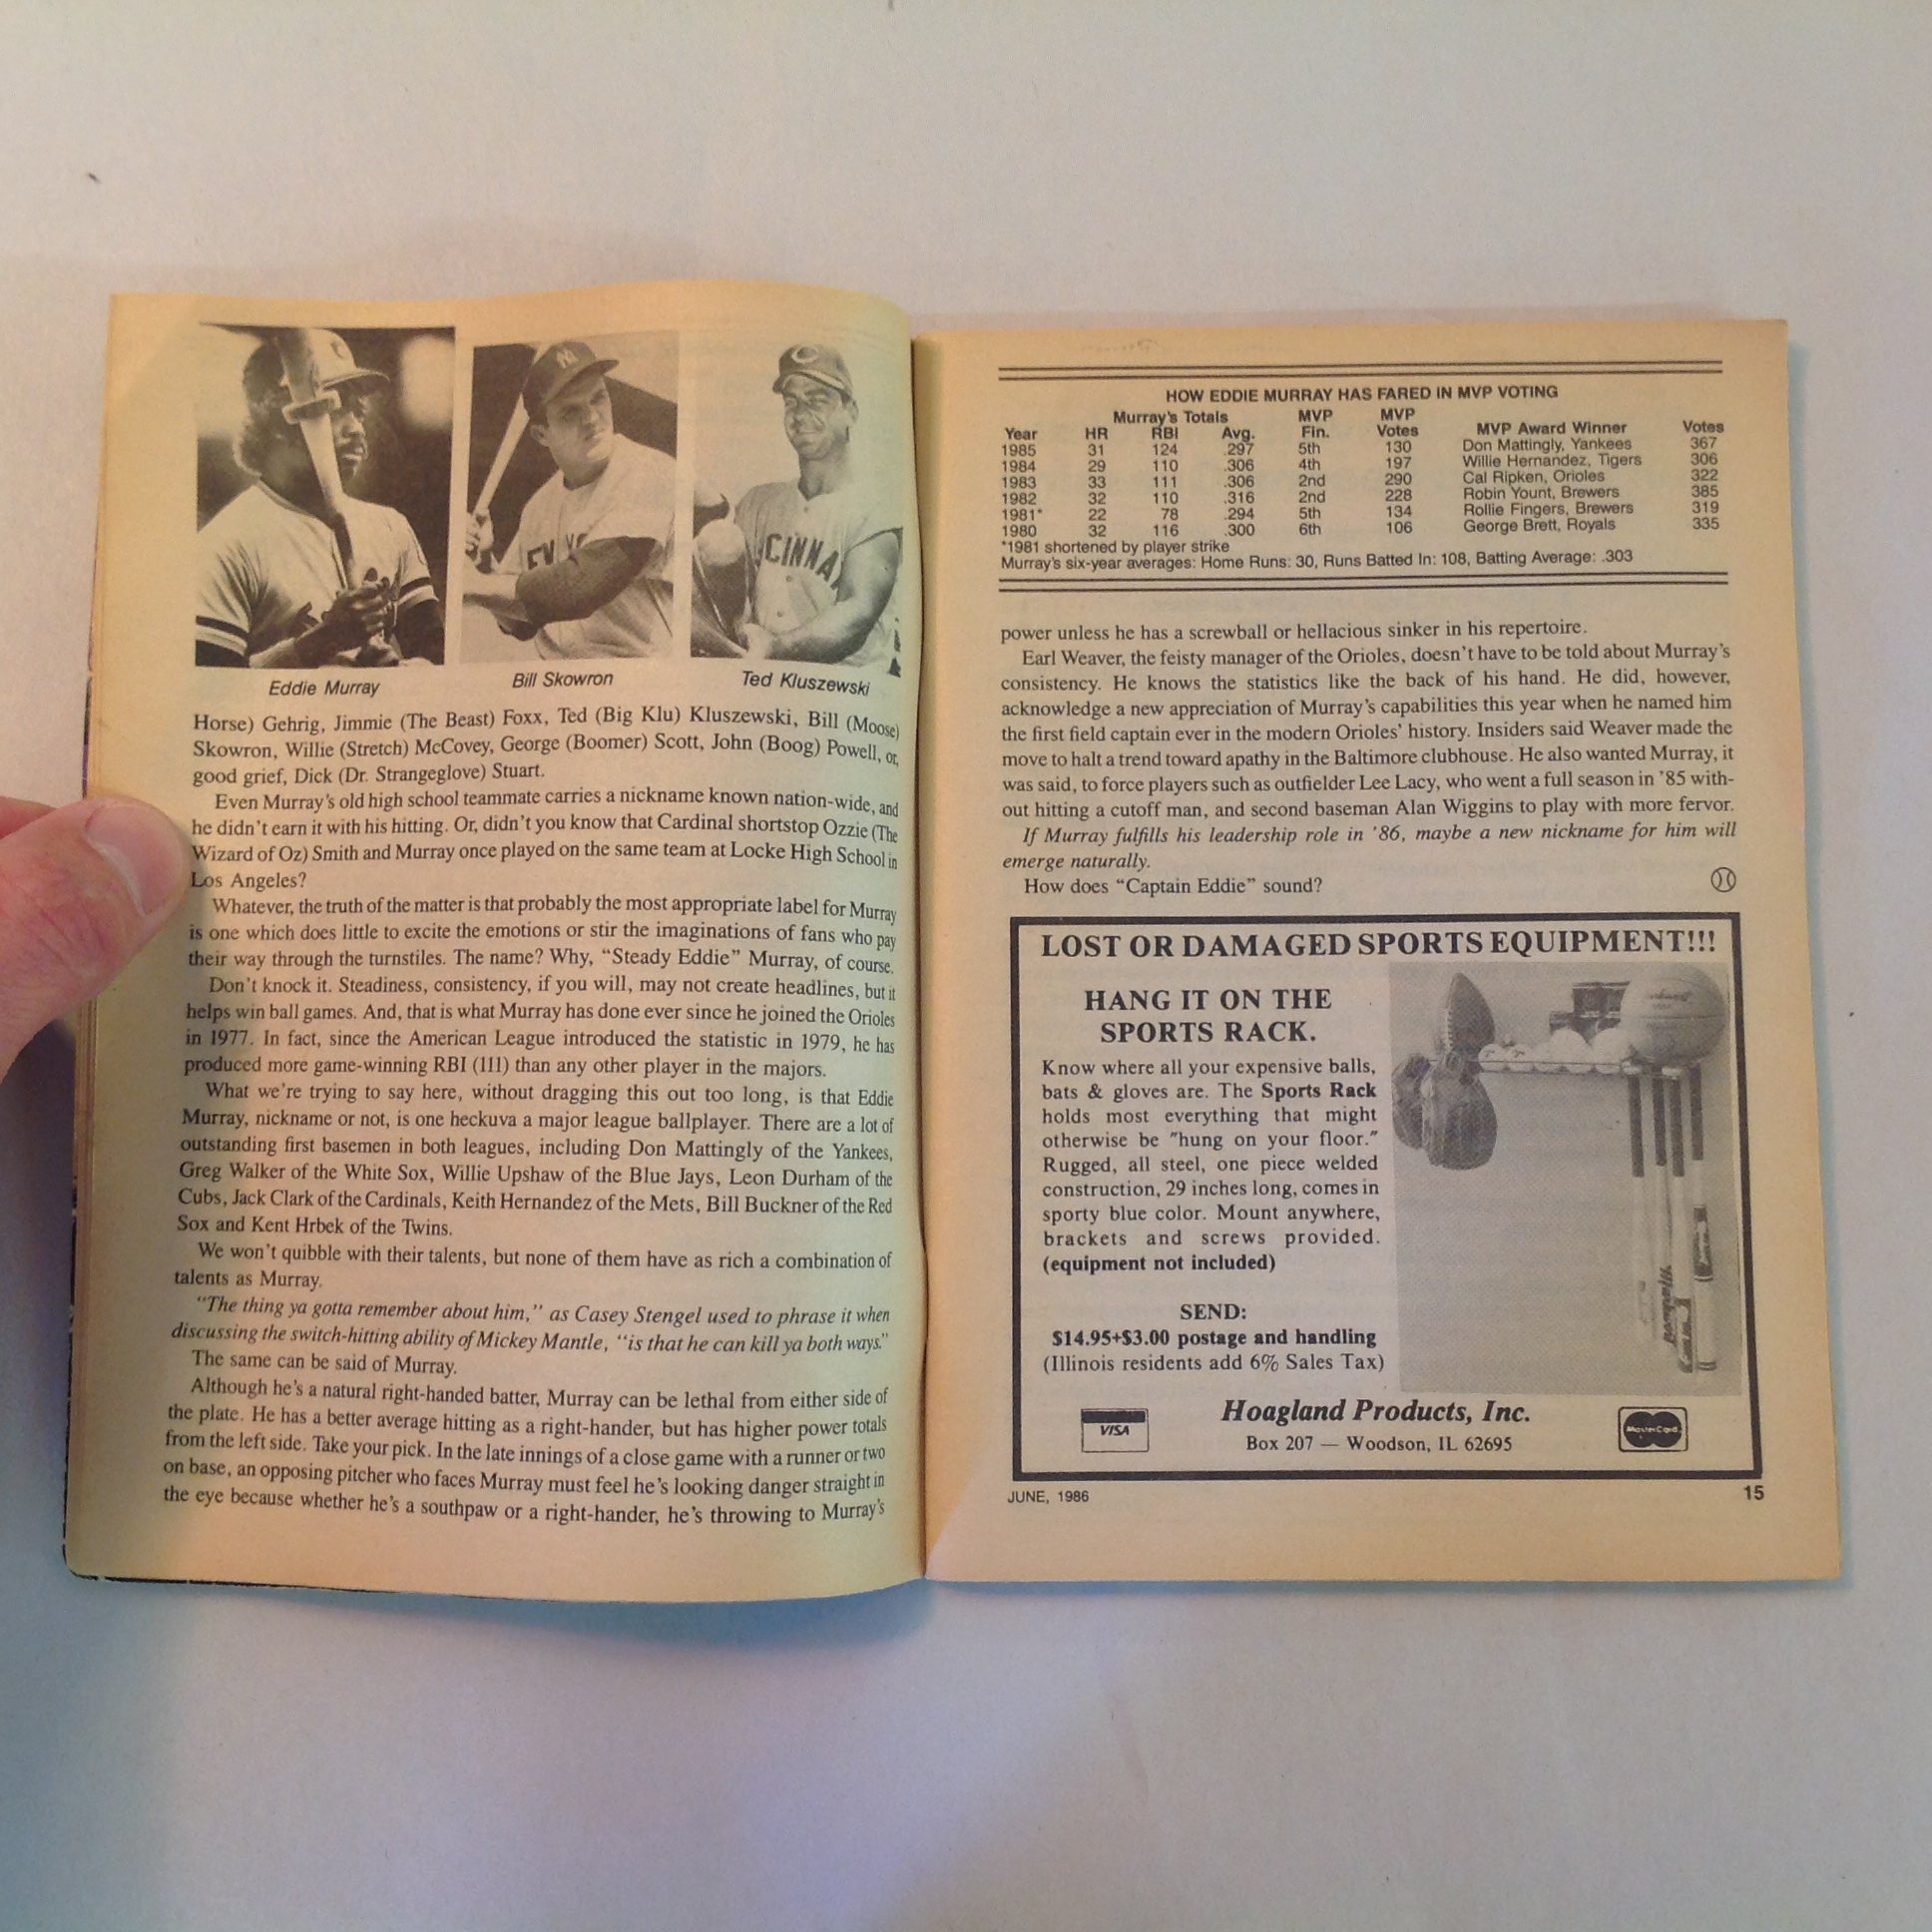 Eddie Murray
Bill Skowron
Ted Kluszewski
Horse) Gehrig, Jimmie (The Beast) Foxx, Ted (Big Klu) Kluszewski, Bill (Moose)
Skowron, Willie (Stretch) McCovey, George (Boomer) Scott, John (Boog) Powell, or,
good grief, Dick (Dr. Strangeglove) Stuart.
Even Murray's old high school teammate carries a nickname known nation-wide, and
he didn't earn it with his hitting. Or, didn't you know that Cardinal shortstop Ozzie (The
Wizard of Oz) Smith and Murray once played on the same team at Locke High School in
Los Angeles?
Whatever, the truth of the matter is that probably the most appropriate label for Murray
is one which does little to excite the emotions or stir the imaginations of fans who pay
their way through the turnstiles. The name? Why, "Steady Eddie" Murray, of course.
Don't knock it. Steadiness, consistency, if you will, may not create headlines, but it
helps win ball games. And, that is what Murray has done ever since he joined the Orioles
in 1977. In fact, since the American League introduced the statistic in 1979, he has
produced more game-winning RBI (111) than any other player in the majors.
What we're trying to say here, without dragging this out too long, is that Eddie
Murray, nickname or not, is one heckuva a major league ballplayer. There are a lot of
outstanding first basemen in both leagues, including Don Mattingly of the Yankees,
Greg Walker of the White Sox, Willie Upshaw of the Blue Jays, Leon Durham of the
Cubs, Jack Clark of the Cardinals, Keith Hernandez of the Mets, Bill Buckner of the Red
Sox and Kent Hrbek of the Twins.
We won't quibble with their talents, but none of them have as rich a combination of
talents as Murray.
"The thing ya gotta remember about him," as Casey Stengel used to phrase it when
discussing the switch-hitting ability of Mickey Mantle, "is that he can kill ya both ways."
The same can be said of Murray.
Although he's a natural right-handed batter, Murray can be lethal from either side of
the plate. He has a better average hitting as a right-hander, but has higher power totals
from the left side. Take your pick. In the late innings of a close game with a runner or two
on base, an opposing pitcher who faces Murray must feel he's looking danger straight in
the eye because whether he's a southpaw or a right-hander, he's throwing to Murray's
HOW EDDIE MURRAY HAS FARED IN MVP VOTING
Murray's Totals MVP MVP
Year HR RBI Avg. Fin. Votes MVP Award Winner Votes
1985 31 124 .297 5th 130 Don Mattingly, Yankees 367
1984 29 110 .306 4th 197 Willie Hernandez, Tigers 306
1983 33 111 .306 2nd 290 Cal Ripken, Orioles 322
1982 32 110 .316 2nd 228 Robin Yount, Brewers 385
1981* 22 78 .294 5th 134 Rollie Fingers, Brewers 319
1980 32 116 .300 6th 106 George Brett, Royals 335
*1981 shortened by player strike
Murray's six-year averages: Home Runs: 30, Runs Batted In: 108, Batting Average: .303
power unless he has a screwball or hellacious sinker in his repertoire.
Earl Weaver, the feisty manager of the Orioles, doesn't have to be told about Murray's
consistency. He knows the statistics like the back of his hand. He did, however,
acknowledge a new appreciation of Murray's capabilities this year when he named him
the first field captain ever in the modern Orioles' history. Insiders said Weaver made the
move to halt a trend toward apathy in the Baltimore clubhouse. He also wanted Murray, it
was said, to force players such as outfielder Lee Lacy, who went a full season in '85 with-
out hitting a cutoff man, and second baseman Alan Wiggins to play with more fervor.
If Murray fulfills his leadership role in '86, maybe a new nickname for him will
emerge naturally.
How does "Captain Eddie" sound?
LOST OR DAMAGED SPORTS EQUIPMENT!!!
HANG IT ON THE
SPORTS RACK.
Know where all your expensive balls,
bats & gloves are. The Sports Rack
holds most everything that might
otherwise be "hung on your floor."
Rugged, all steel, one piece welded
construction, 29 inches long, comes in
sporty blue color. Mount anywhere,
brackets and screws provided.
(equipment not included)
SEND:
$14.95+$3.00 postage and handling
(Illinois residents add 6% Sales Tax)
VISA
Hoagland Products, Inc.
Box 207 — Woodson, IL 62695
MasterCard
JUNE, 1986
15